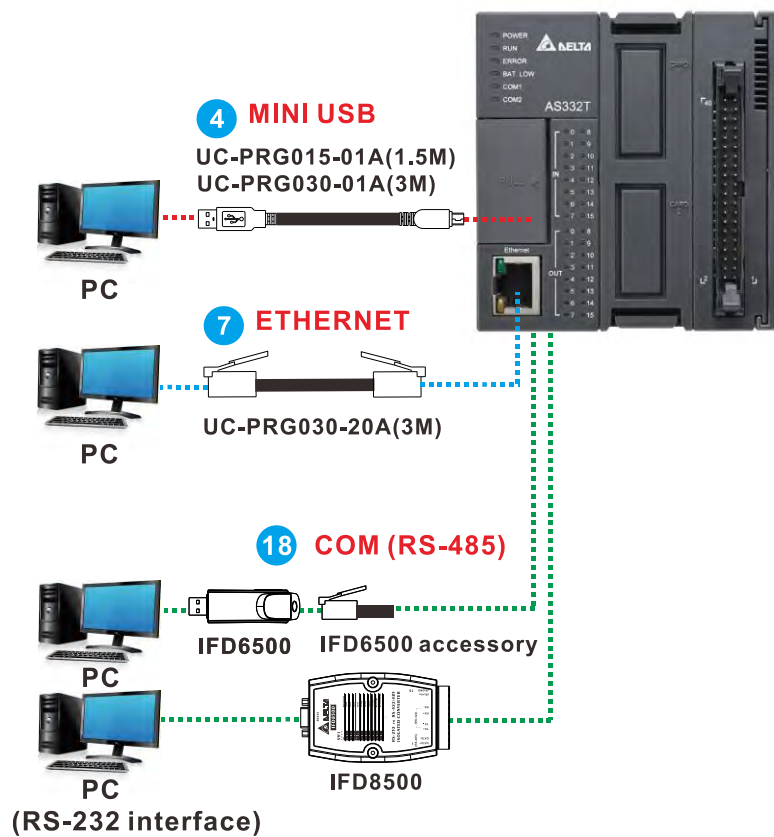 POWER
RUN
ERROR
BAT. LOW
COM1
COM2
DELTA
AS332T
4 MINI USB
UC-PRG015-01A(1.5M)
UC-PRG030-01A(3M)
PC
IN
0 8
1 9
2 10
3 11
4 12
5 13
6 14
7 15
Ethernet
OUT
0 8
1 9
2 10
3 11
4 12
5 13
6 14
7 15
7 ETHERNET
UC-PRG030-20A(3M)
PC
18 COM (RS-485)
IFD6500
IFD6500 accessory
PC
DELTA
IFD8500
PC
(RS-232 interface)